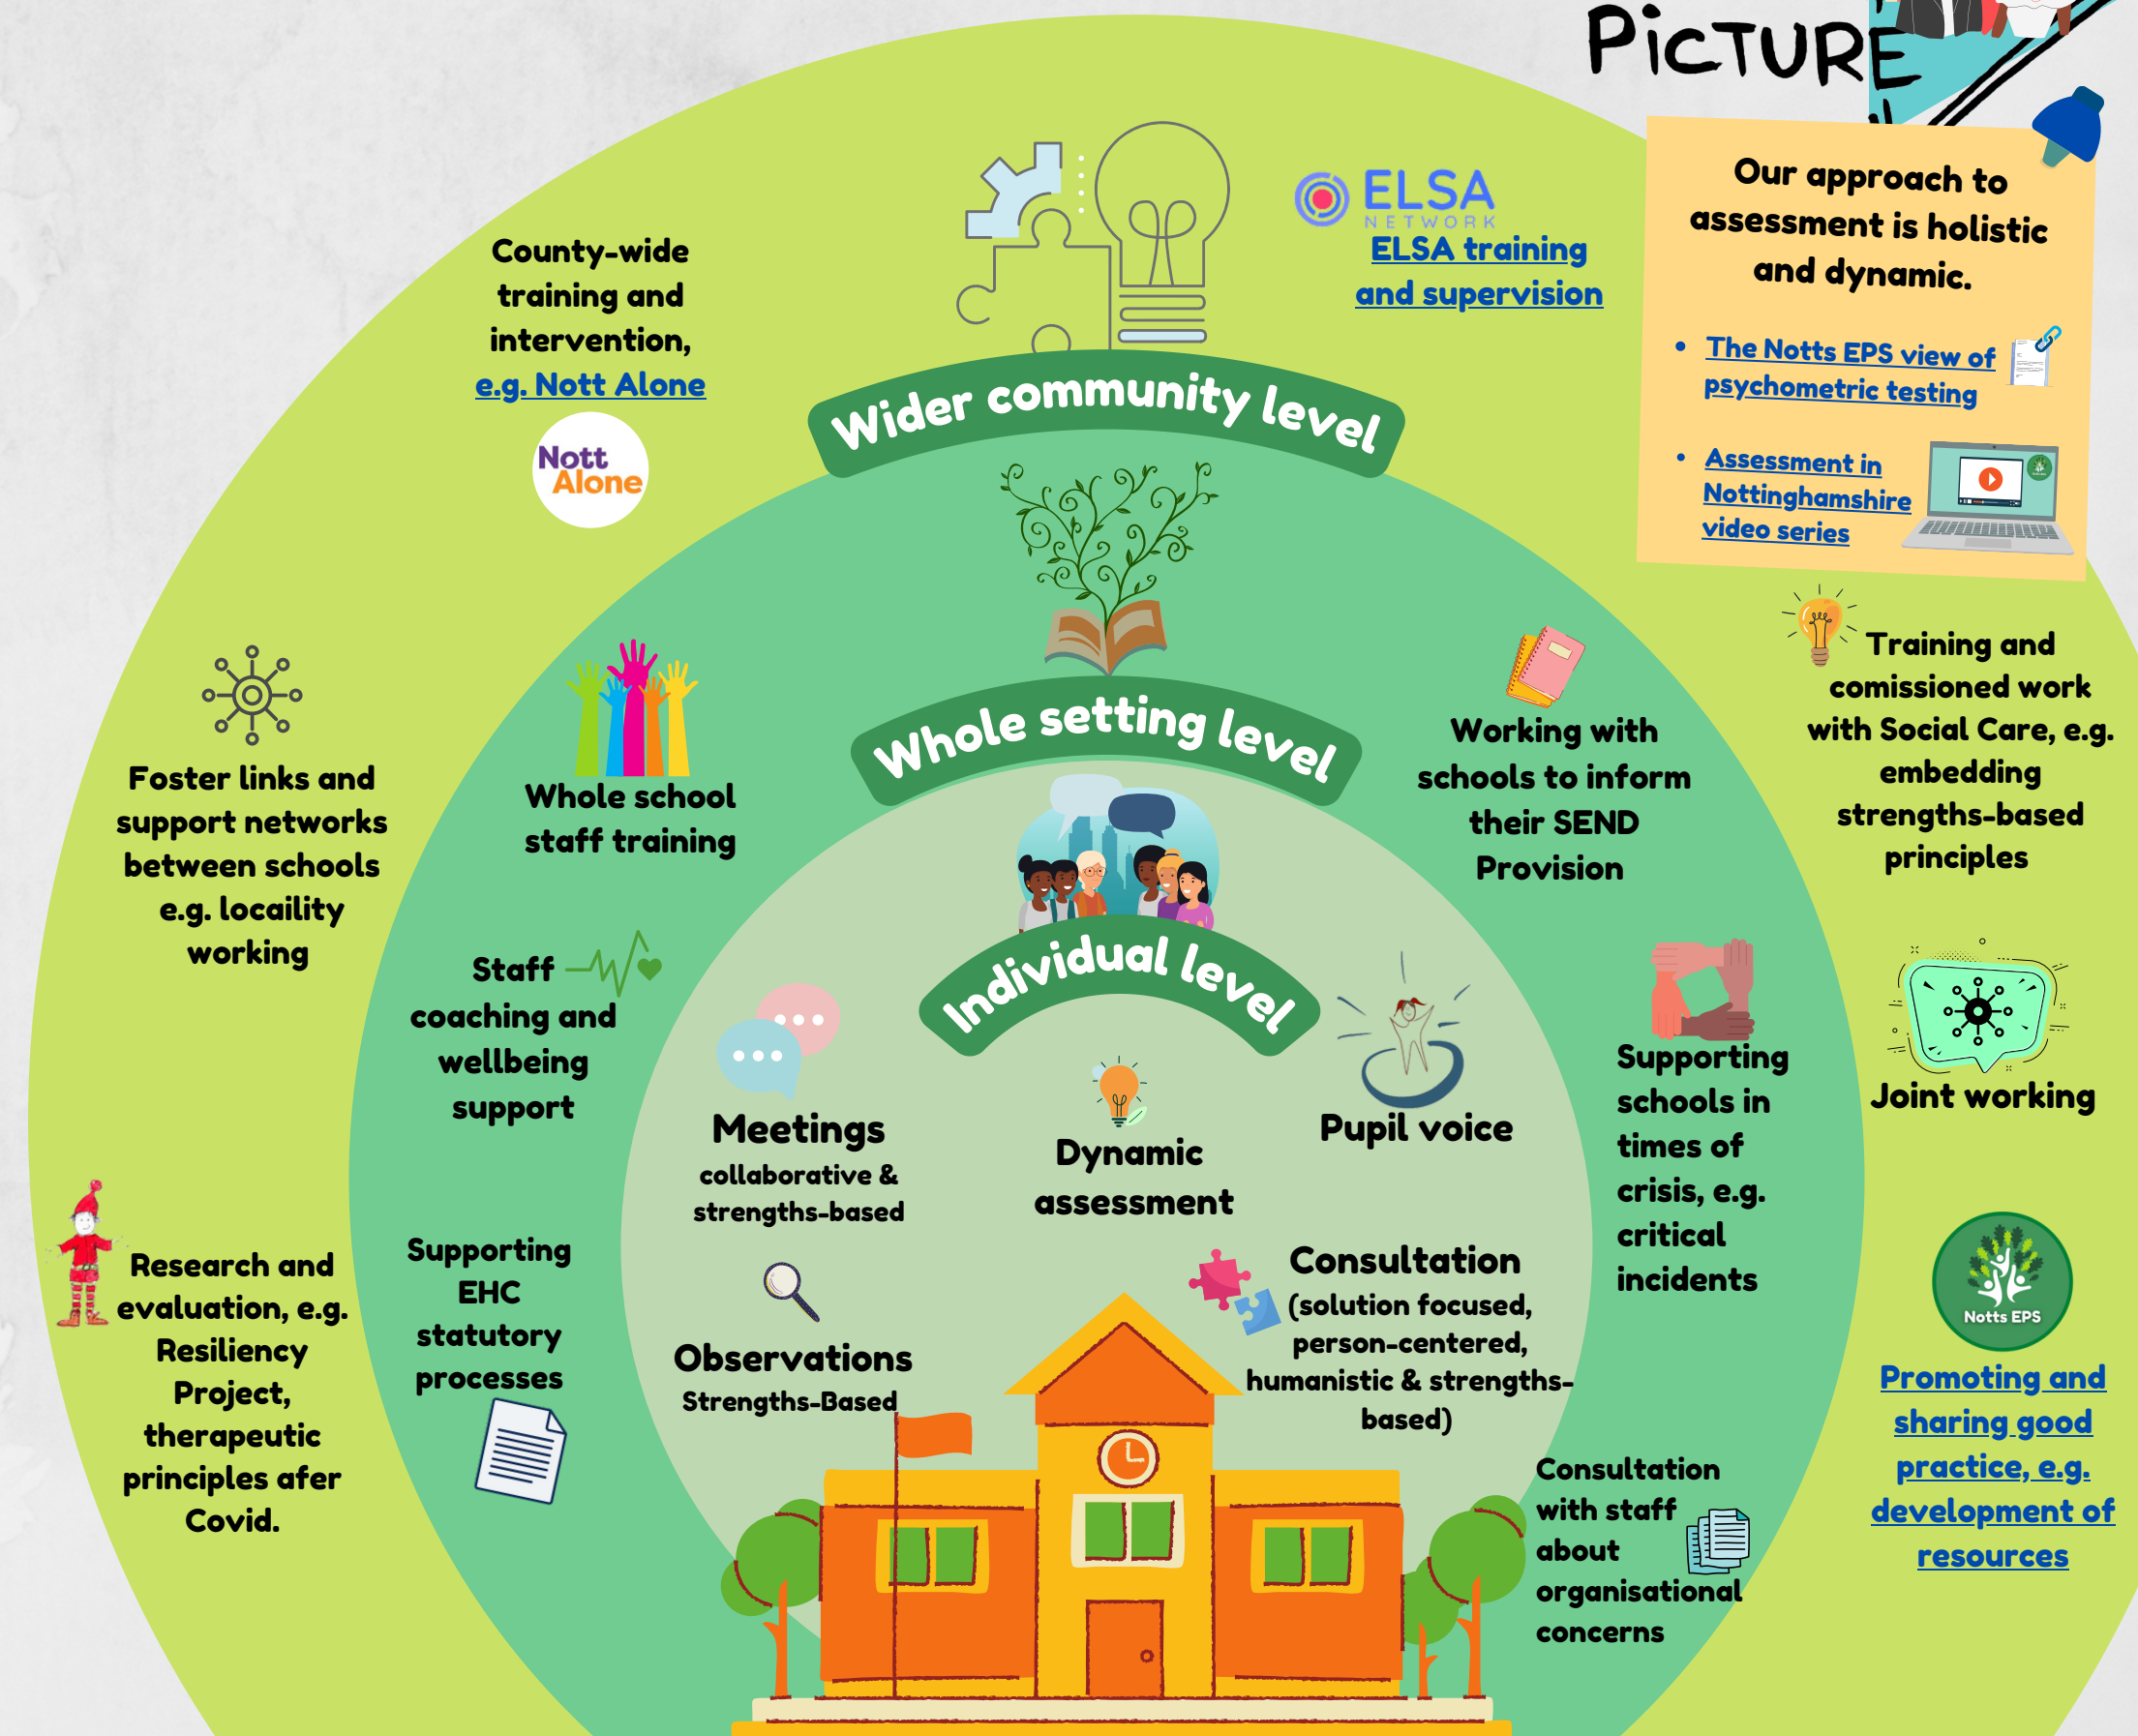 PiCTURE
Our approach to
assessment is holistic
and dynamic.
• The Notts EPS view of
psychometric testing
• Assessment in
Nottinghamshire
video series
ELSA
NETWORK
ELSA training
and supervision
County-wide
training and
intervention,
e.g. Nott Alone
Nott
Alone
Wider community level
Foster links and
support networks
between schools
e.g. locaility
working
Training and
comissioned work
with Social Care, e.g.
embedding
strengths-based
principles
Joint working
Research and
evaluation, e.g.
Resiliency
Project,
therapeutic
principles afer
Covid.
Notts EPS
Promoting and
sharing good
practice, e.g.
development of
resources
Whole setting level
Whole school
staff training
Working with
schools to inform
their SEND
Provision
Staff
coaching and
wellbeing
support
Supporting
schools in
times of
crisis, e.g.
critical
incidents
Supporting
EHC
statutory
processes
Consultation
with staff
about
organisational
concerns
Individual level
Meetings
collaborative &
strengths-based
Dynamic
assessment
Pupil voice
Observations
Strengths-Based
Consultation
(solution focused,
person-centered,
humanistic & strengths-
based)